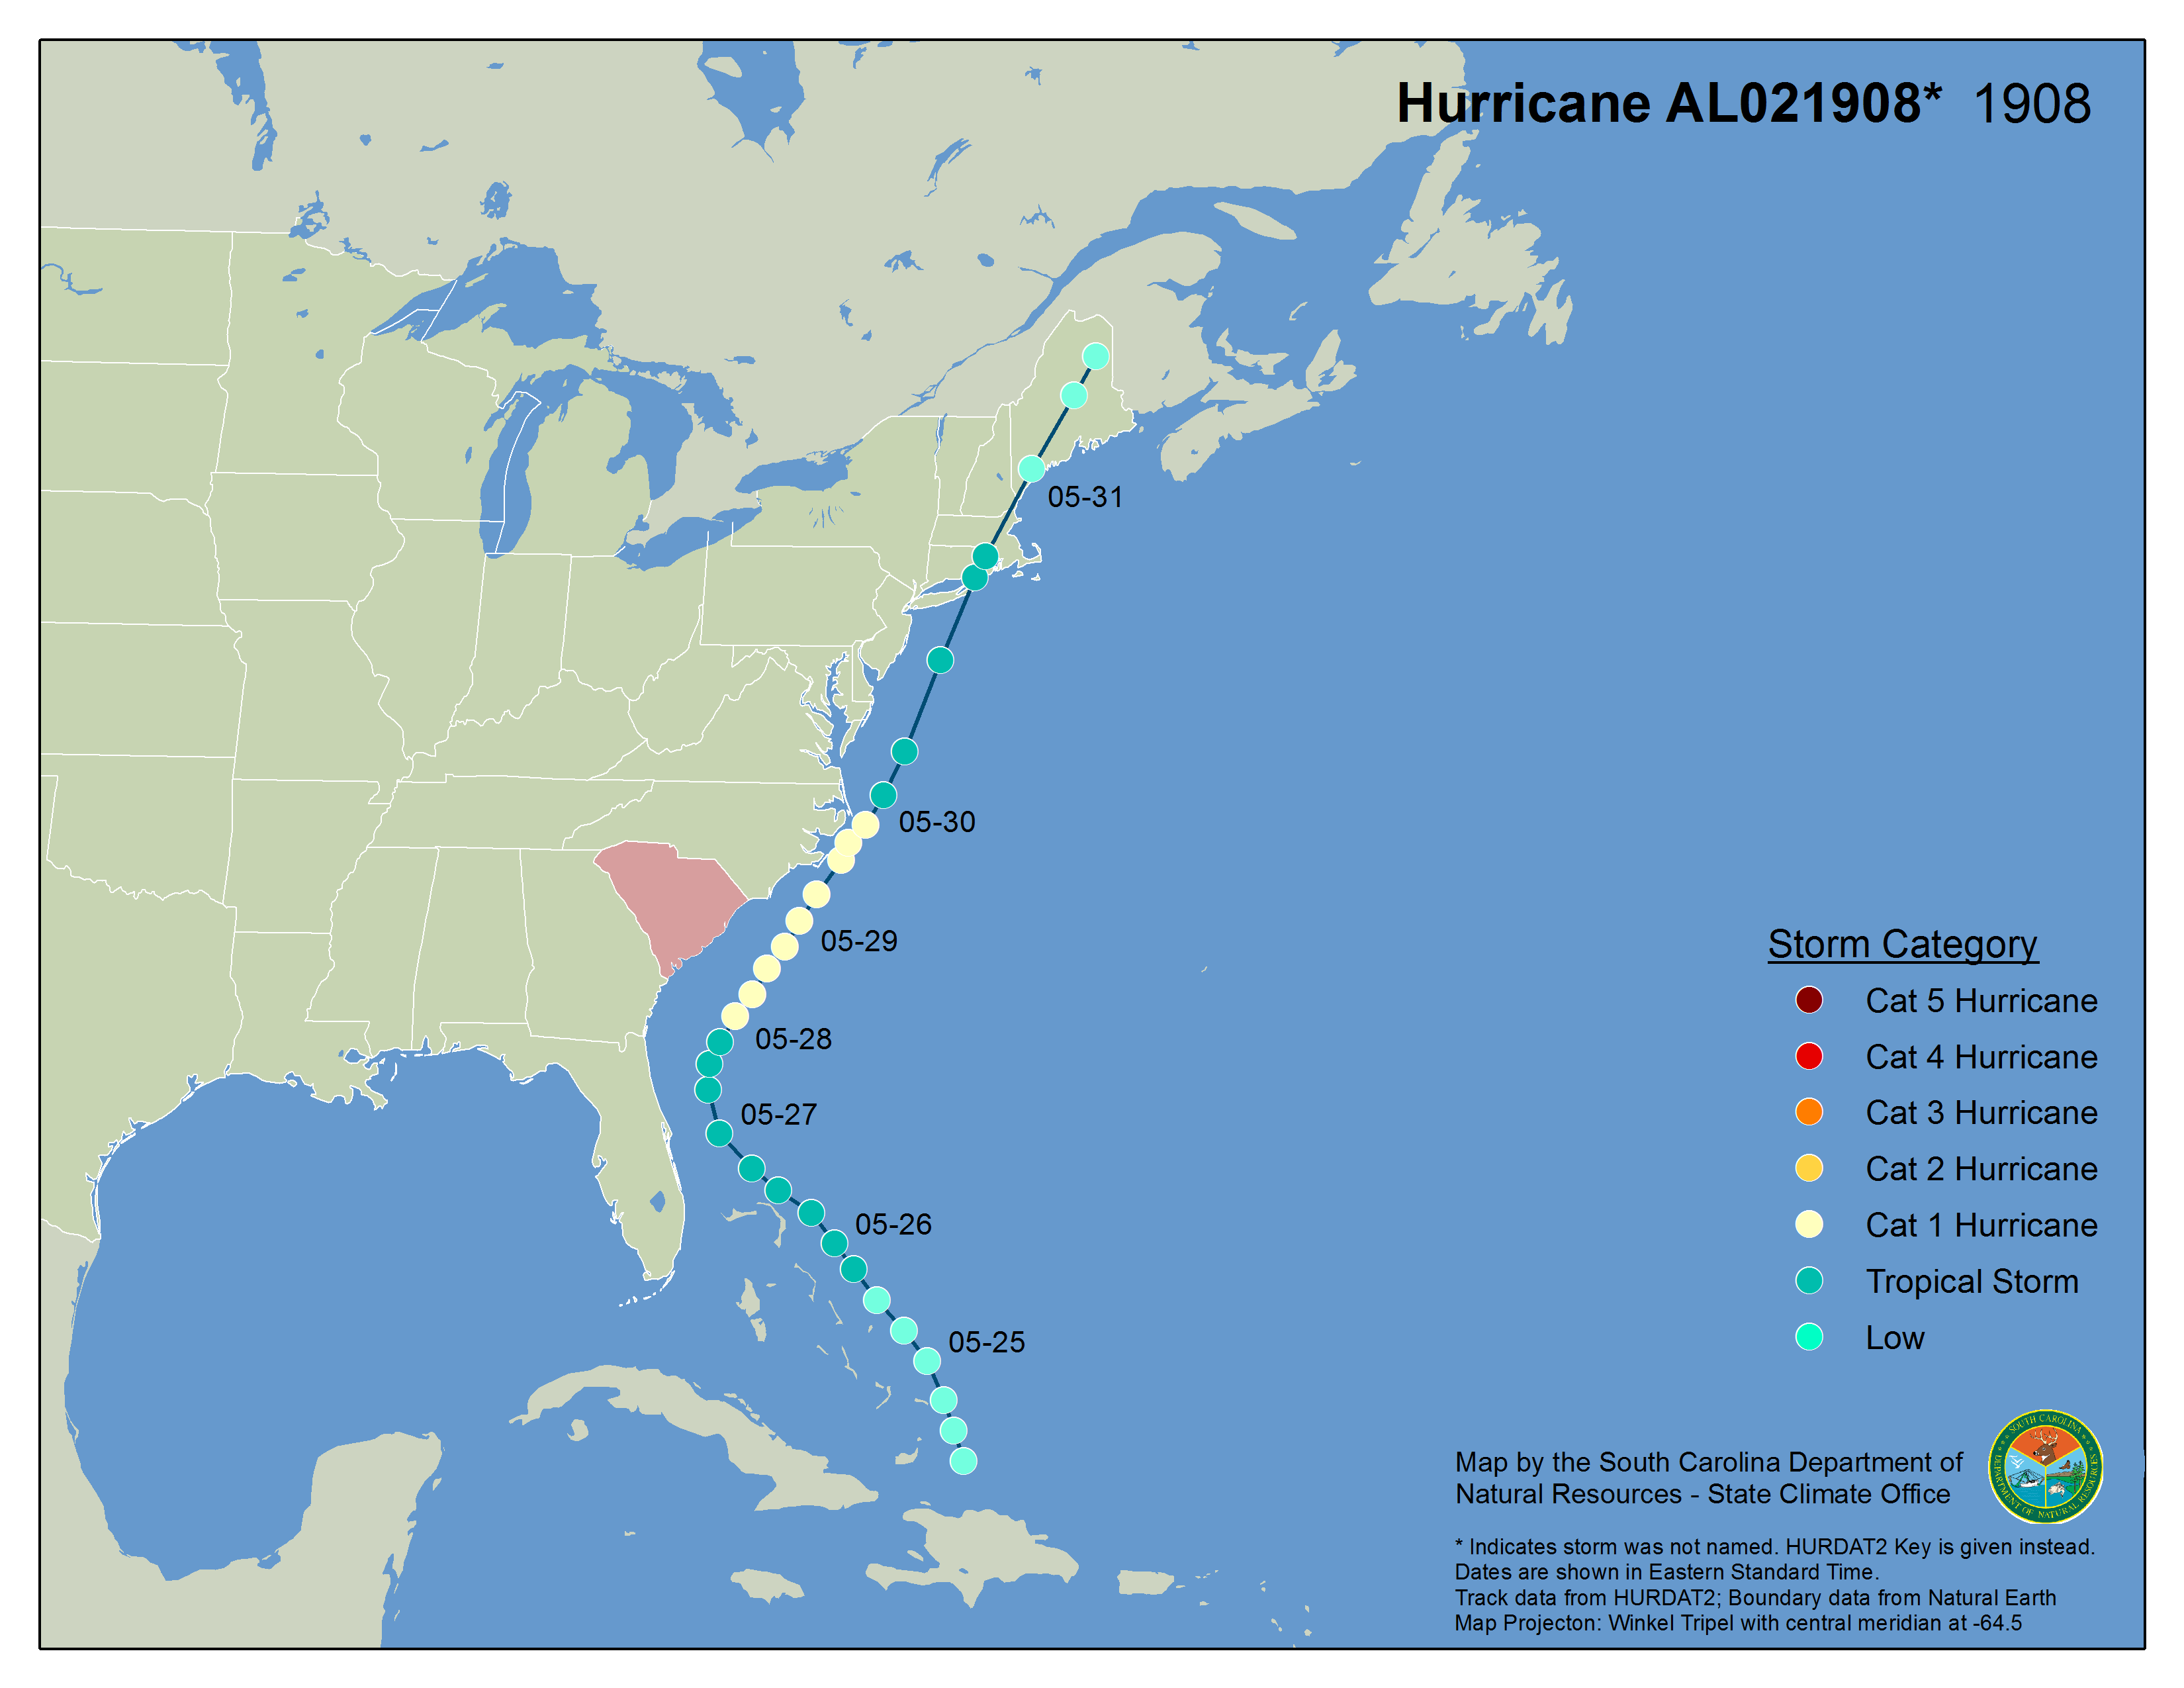 Hurricane AL021908* 1908
05-31
05-30
05-29
05-28
05-27
05-26
05-25
Storm Category
Cat 5 Hurricane
Cat 4 Hurricane
Cat 3 Hurricane
Cat 2 Hurricane
Cat 1 Hurricane
Tropical Storm
Low
Map by the South Carolina Department of
Natural Resources - State Climate Office
SOUTH CAROLINA
DEPARTMENT OF NATURAL RESOURCES
* Indicates storm was not named. HURDAT2 Key is given instead.
Dates are shown in Eastern Standard Time.
Track data from HURDAT2; Boundary data from Natural Earth
Map Projecton: Winkel Tripel with central meridian at -64.5